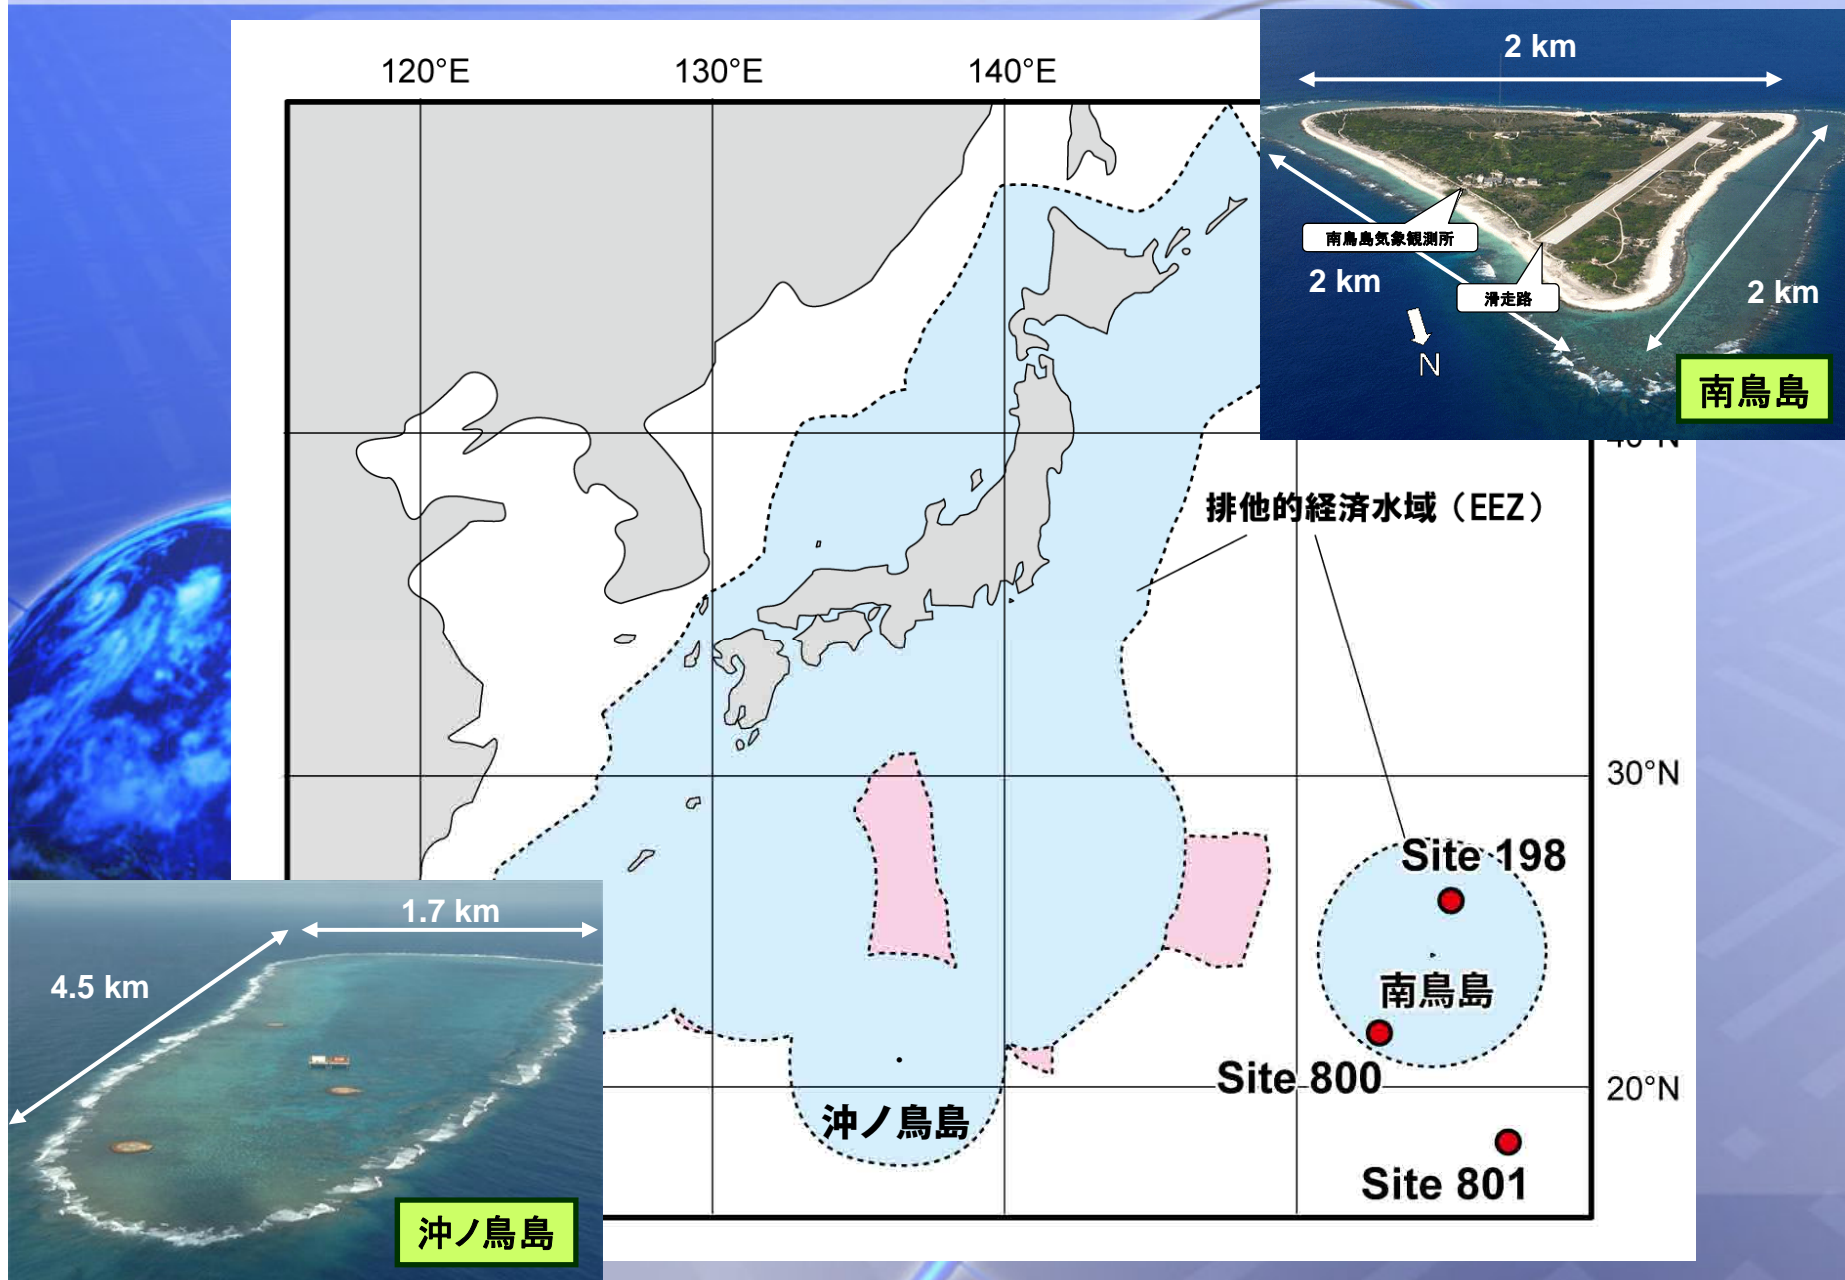 120°E
130°E
140°E
2 km
南鳥島気象観測所
2 km
滑走路
2 km
N
南鳥島
40°N
排他的経済水域（EEZ）
30°N
Site 198
1.7 km
4.5 km
南鳥島
Site 800
20°N
沖ノ鳥島
Site 801
沖ノ鳥島